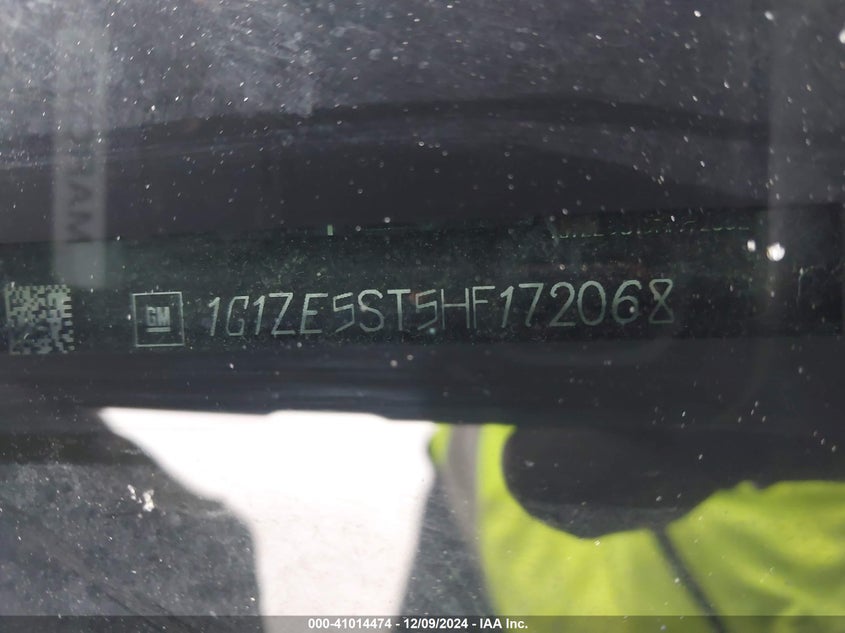 GM 1G1ZE5ST5HF172068
000-41014474 - 12/09/2024 - IAA Inc.